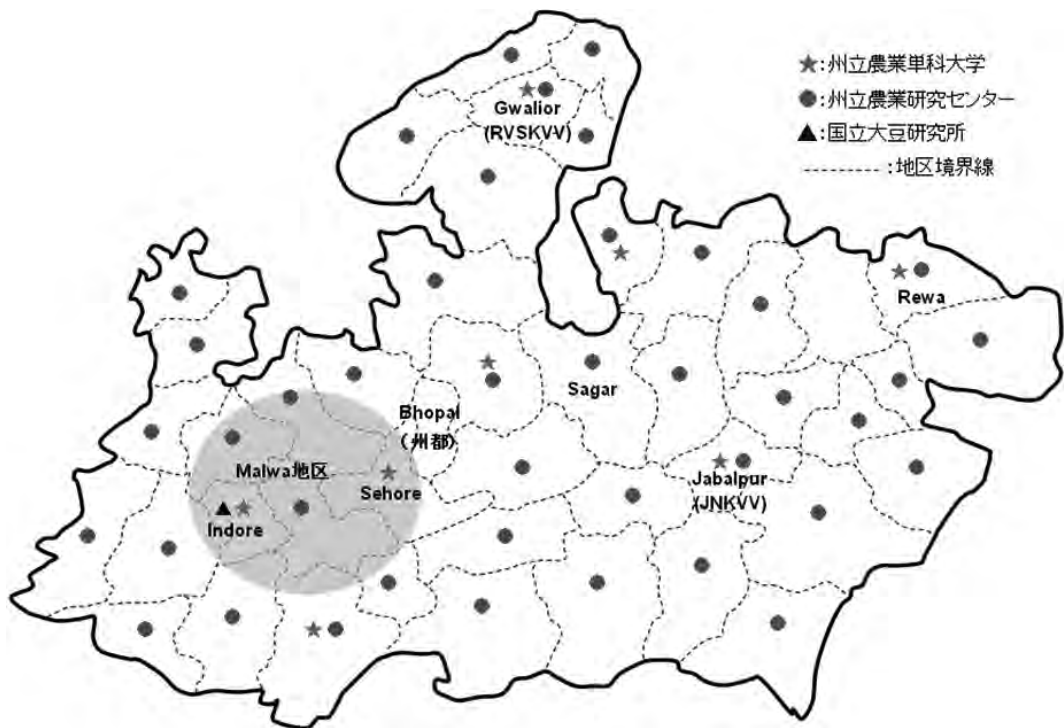 ★:州立農業単科大学
●:州立農業研究センター
▲:国立大豆研究所
------:地区境界線
Gwalior
(RVSKVV)
Rewa
Sagar
Bhopal
(州都)
Malwa地区
Sehore
Indore
Jabalpur
(JNKVV)